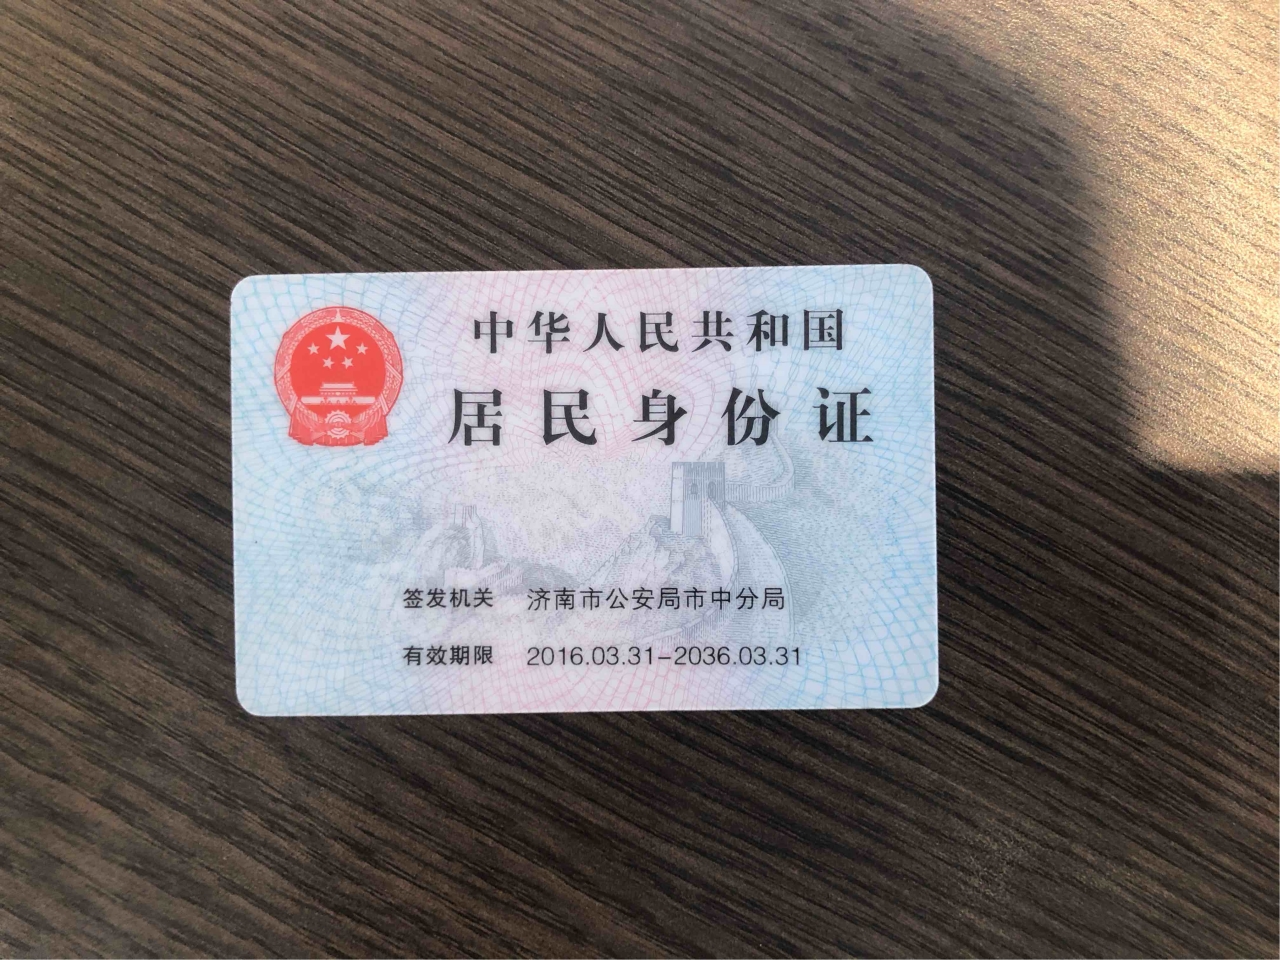 中华人民共和国
居民身份证
签发机关 济南市公安局市中分局
有效期限 2016.03.31-2036.03.31